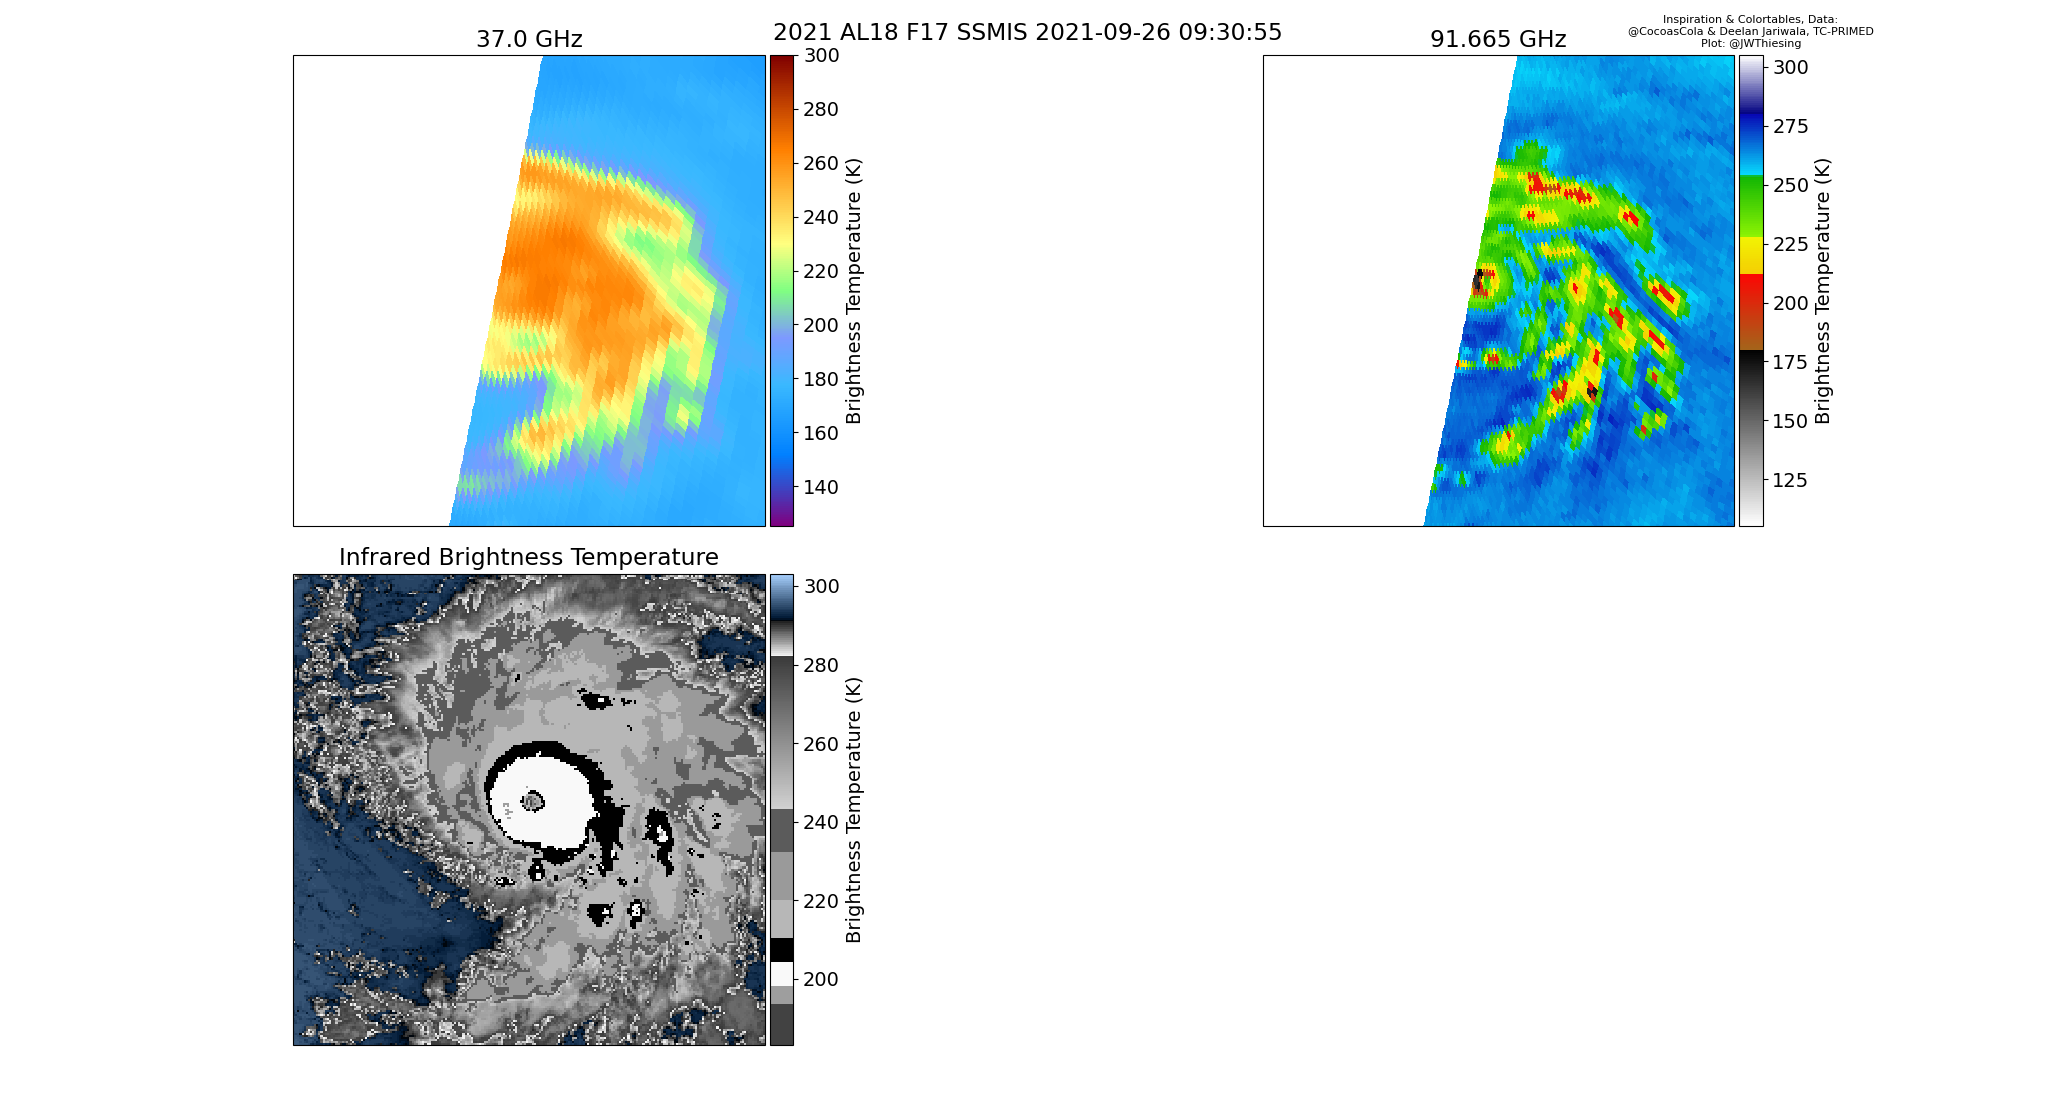 2021 AL18 F17 SSMIS 2021-09-26 09:30:55
Inspiration & Colortables, Data:
@CocoasCola & Deelan Jariwala, TC-PRIMED
Plot: @JWThiesing
37.0 GHz
300
280
260
240
220
200
180
160
140
Brightness Temperature (K)
91.665 GHz
300
275
250
225
200
175
150
125
Brightness Temperature (K)
Infrared Brightness Temperature
300
280
260
240
220
200
Brightness Temperature (K)